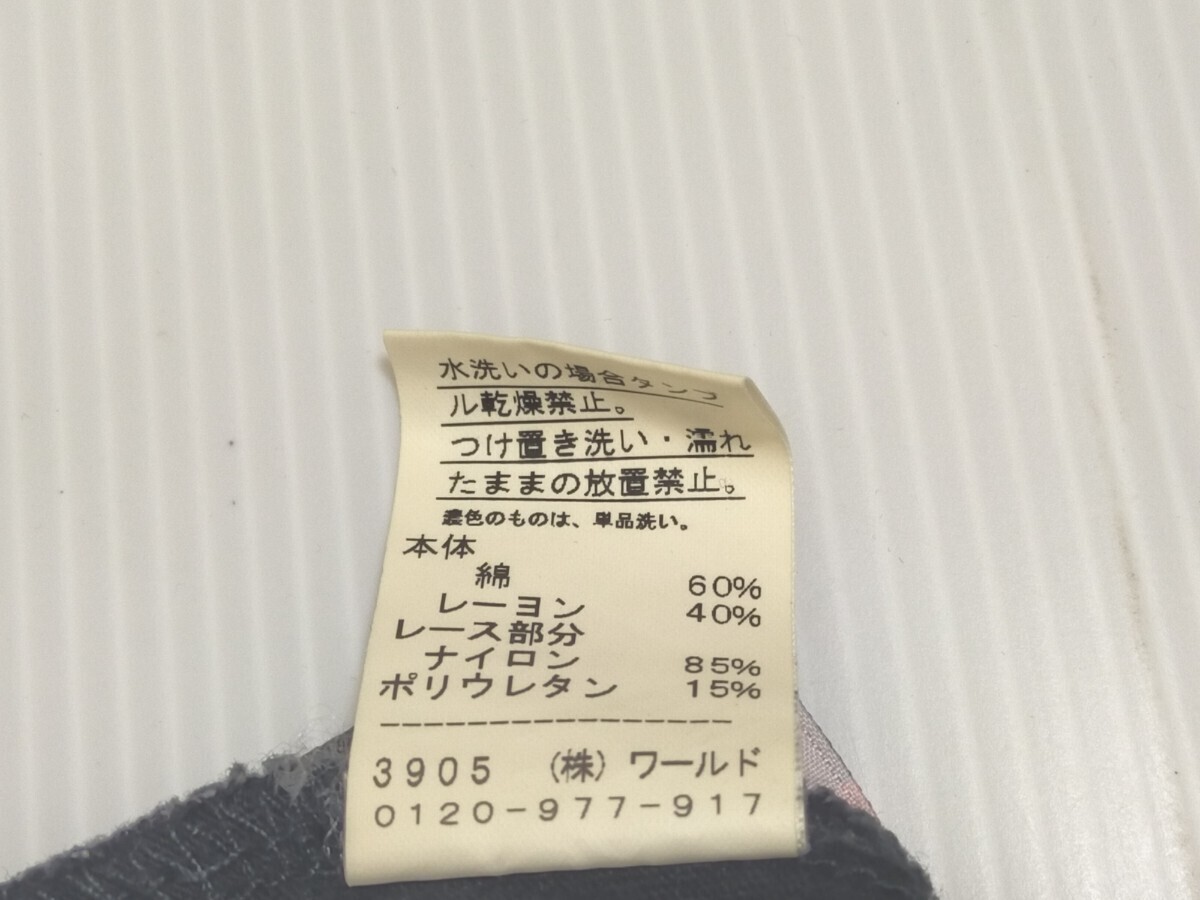 水洗いの場合タンブ
ル乾燥禁止。
つけ置き洗い・濡れ
たままの放置禁止。
濃色のものは、単品洗い。
本体
綿 60%
レーヨン 40%
レース部分
ナイロン 85%
ポリウレタン 15%
----------------
3905 (株)ワールド
0120-977-917